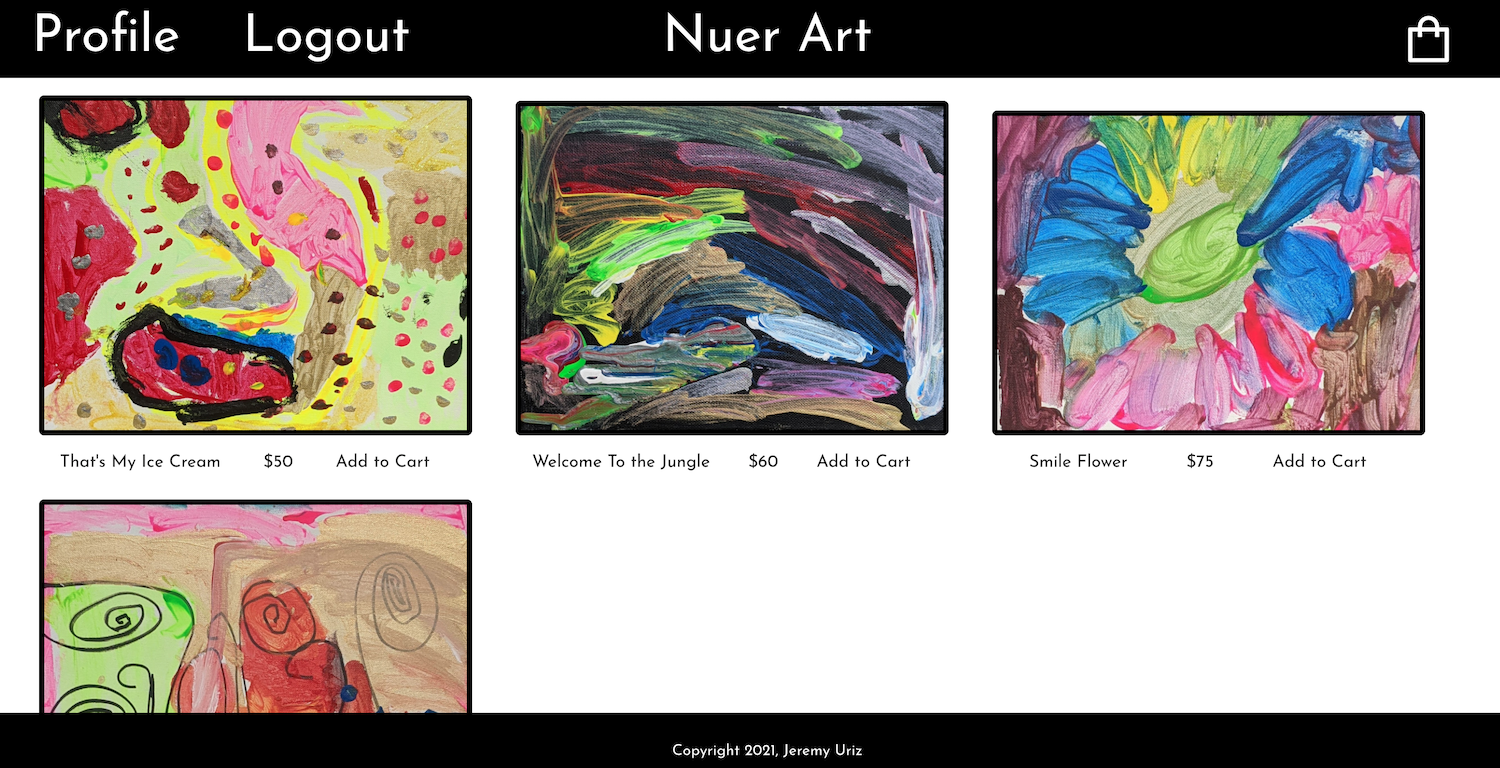 Profile Logout Nuer Art
That's My Ice Cream $50 Add to Cart
Welcome To the Jungle $60 Add to Cart
Smile Flower $75 Add to Cart
Copyright 2021, Jeremy Uriz